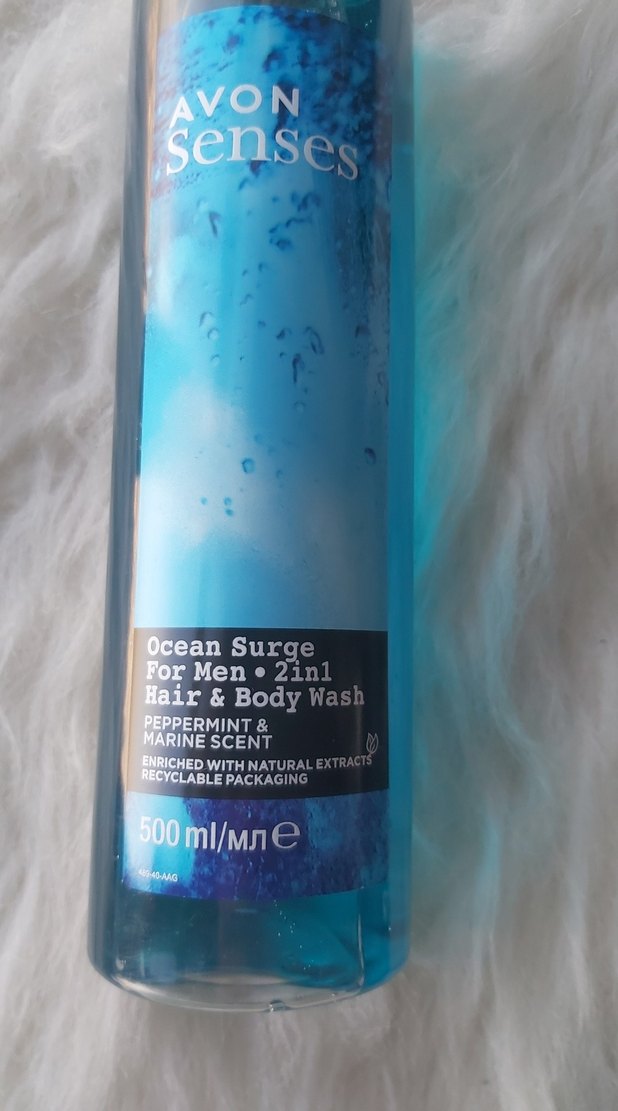 AVON
senses
Ocean Surge
For Men • 2in1
Hair & Body Wash
PEPPERMINT &
MARINE SCENT
ENRICHED WITH NATURAL EXTRACTS
RECYCLABLE PACKAGING
500 ml/мл e